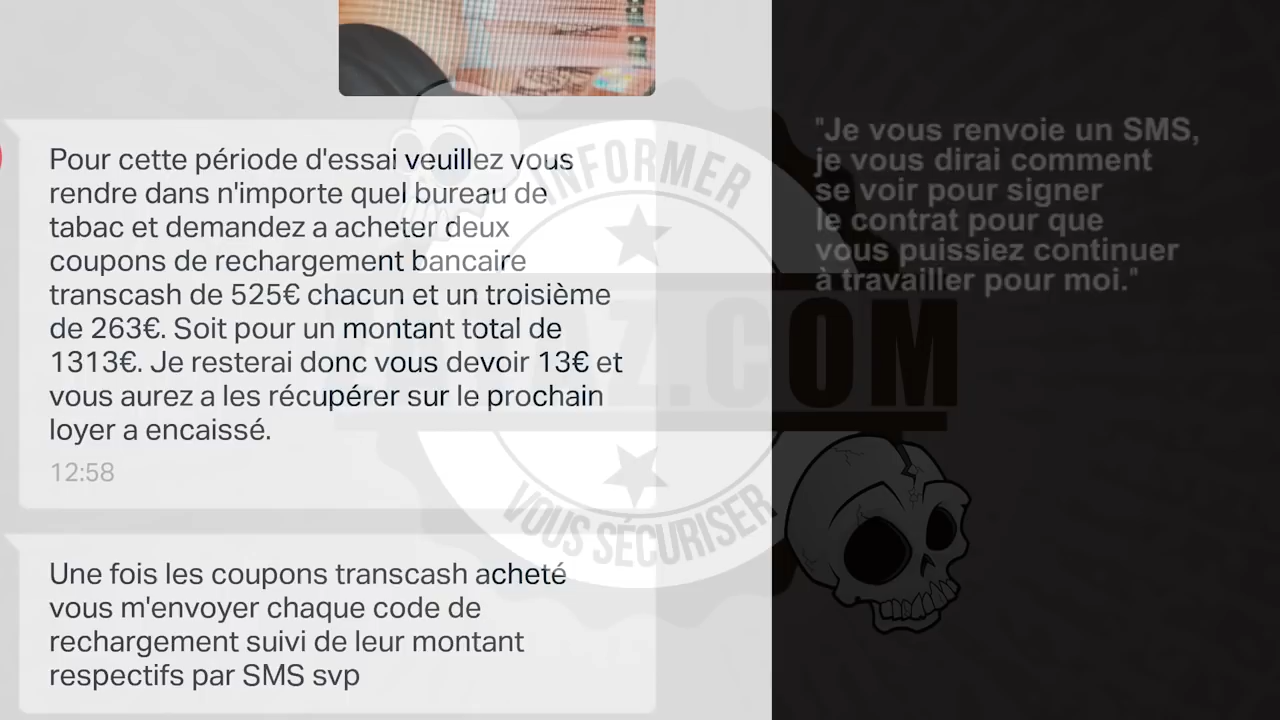 Pour cette période d'essai veuillez vous
rendre dans n'importe quel bureau de
tabac et demandez a acheter deux
coupons de rechargement bancaire
transcash de 525€ chacun et un troisième
de 263€. Soit pour un montant total de
1313€. Je resterai donc vous devoir 13€ et
vous aurez a les récupérer sur le prochain
loyer a encaissé.
12:58
Une fois les coupons transcash acheté
vous m'envoyer chaque code de
rechargement suivi de leur montant
respectifs par SMS svp
"Je vous renvoie un SMS,
je vous dirai comment
se voir pour signer
le contrat pour que
vous puissiez continuer
à travailler pour moi."
INFORMER
.COM
VOUS SÉCURISER